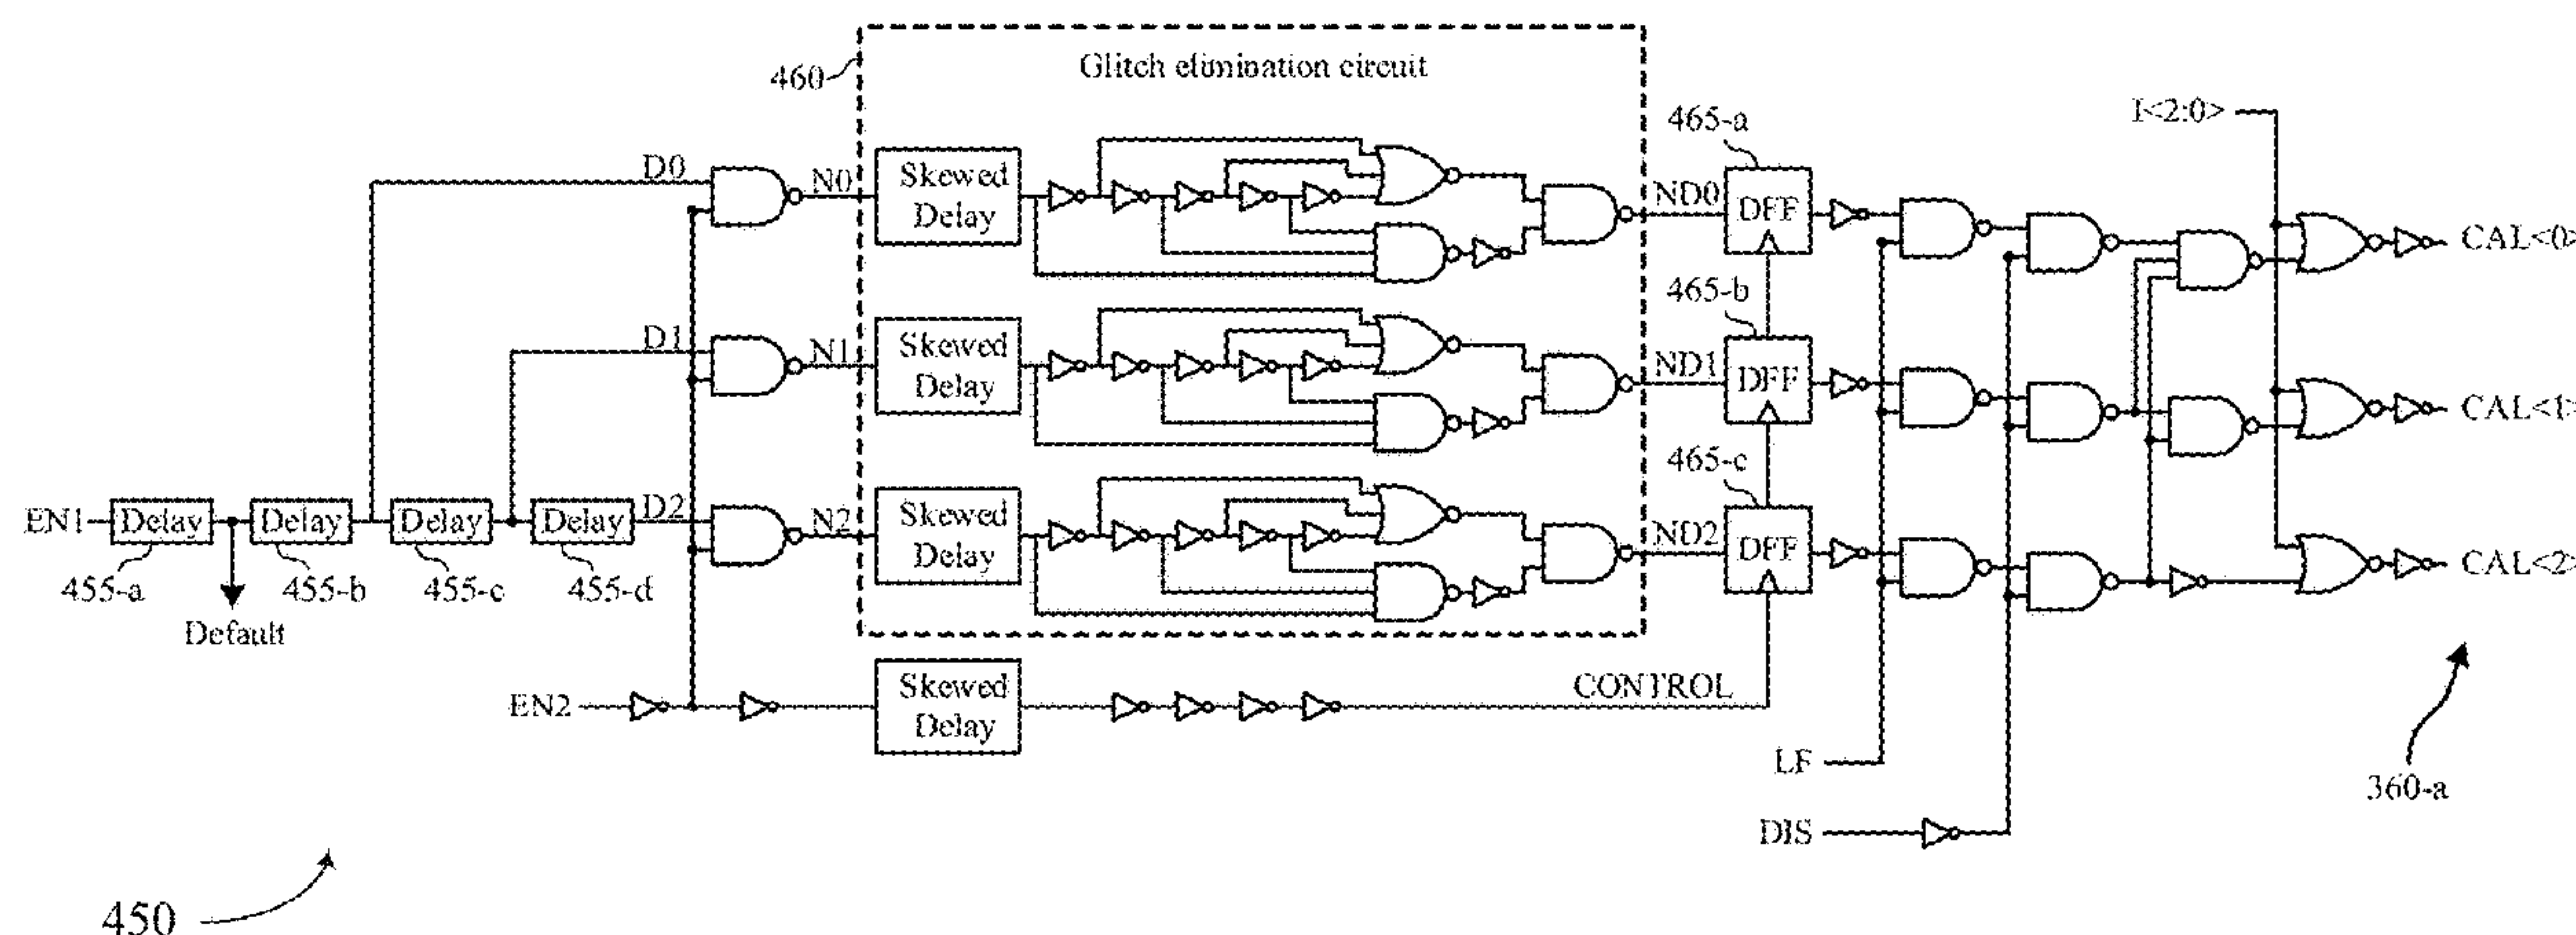 460
Glitch elimination circuit
465-a
I<2:0>
D0
N0
Skewed
Delay
ND0
DFF
CAL<0>
465-b
D1
N1
Skewed
Delay
ND1
DFF
CAL<1>
465-c
EN1
Delay
Delay
Delay
Delay
D2
N2
Skewed
Delay
ND2
DFF
CAL<2>
455-a
455-b
455-c
455-d
Default
EN2
Skewed
Delay
CONTROL
LF
360-a
DIS
450